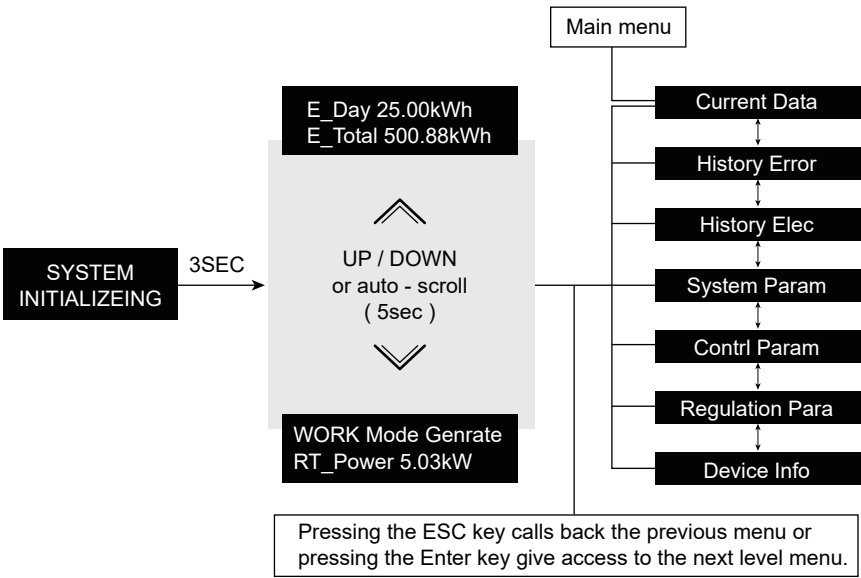 Main menu
E_Day 25.00kWh
E_Total 500.88kWh
Current Data
History Error
History Elec
SYSTEM
INITIALIZEING
3SEC
UP / DOWN
or auto - scroll
( 5sec )
System Param
Contrl Param
Regulation Para
WORK Mode Genrate
RT_Power 5.03kW
Device Info
Pressing the ESC key calls back the previous menu or
pressing the Enter key give access to the next level menu.